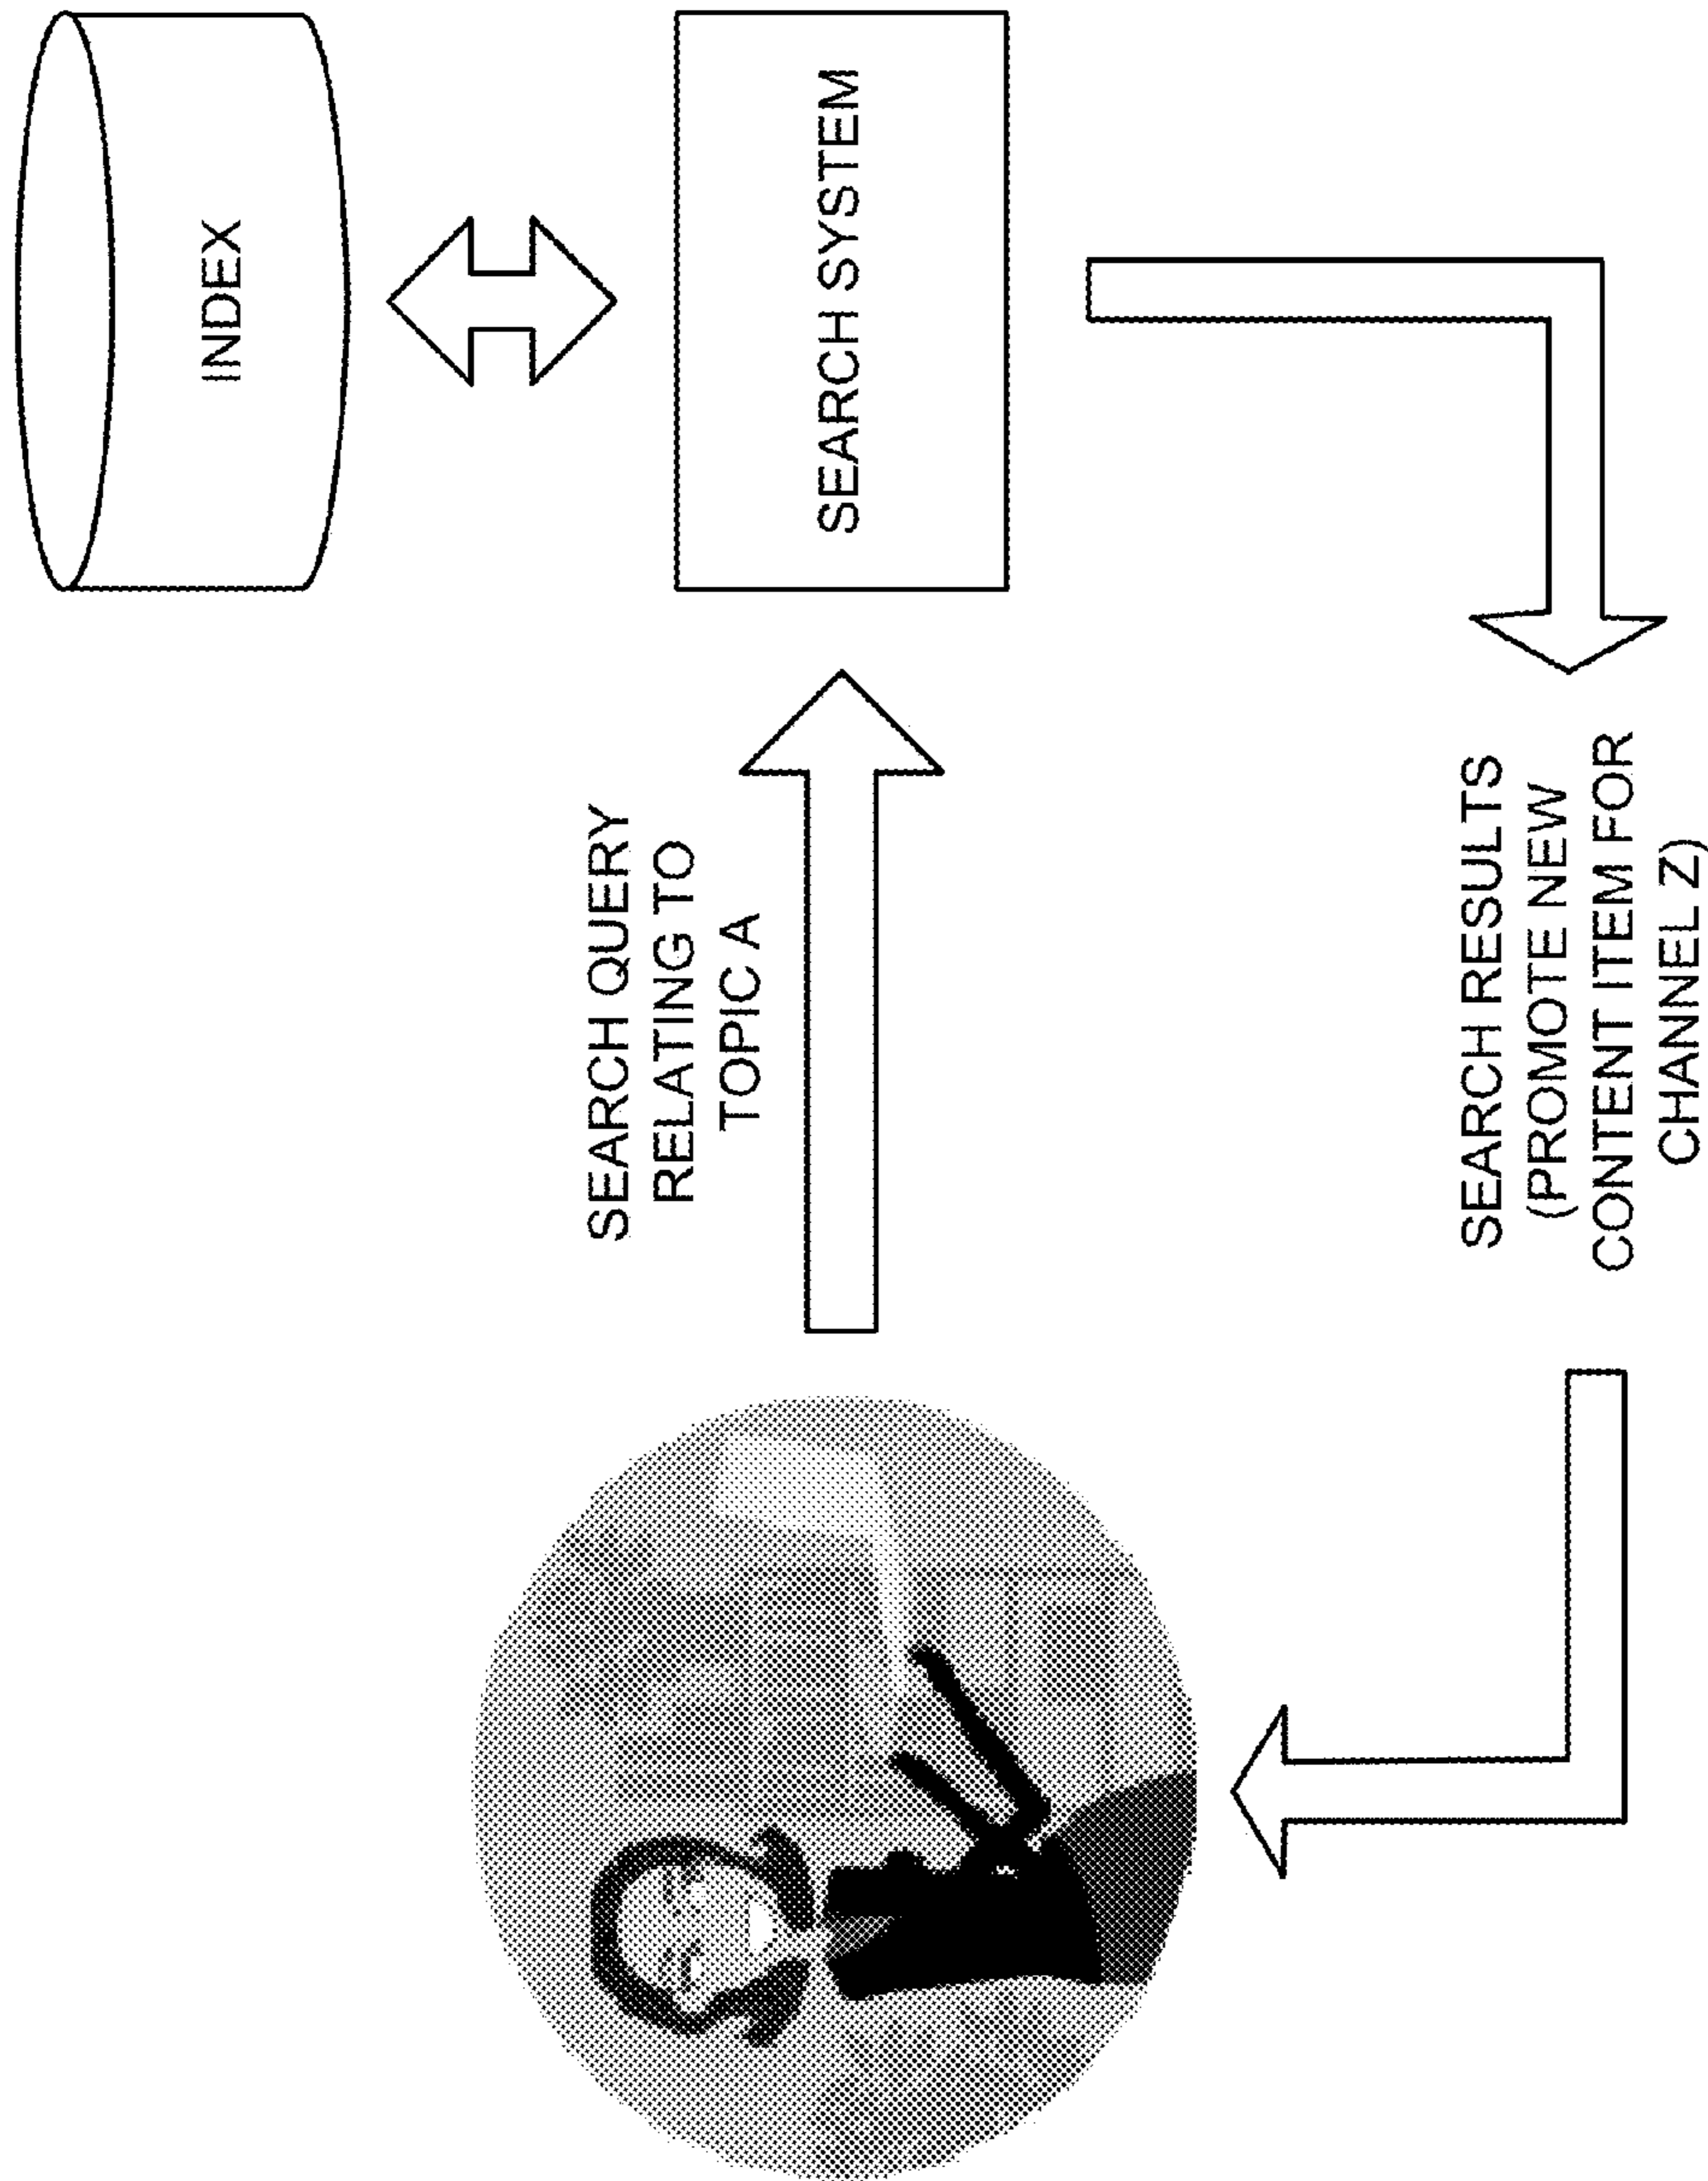 INDEX
SEARCH SYSTEM
SEARCH QUERY
RELATING TO
TOPIC A
SEARCH RESULTS
(PROMOTE NEW
CONTENT ITEM FOR
CHANNEL Z)